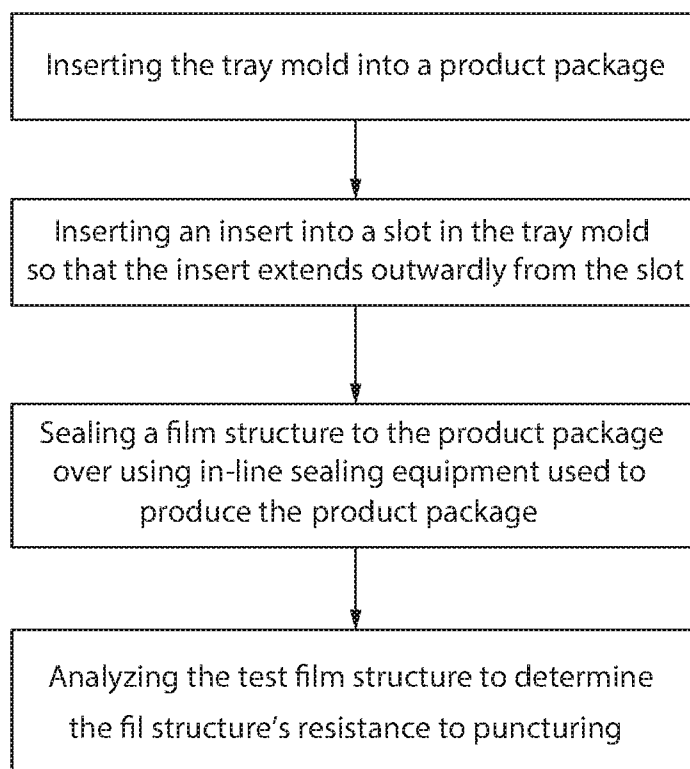 Inserting the tray mold into a product package
Inserting an insert into a slot in the tray mold
so that the insert extends outwardly from the slot
Sealing a film structure to the product package
over using in-line sealing equipment used to
produce the product package
Analyzing the test film structure to determine
the fil structure's resistance to puncturing